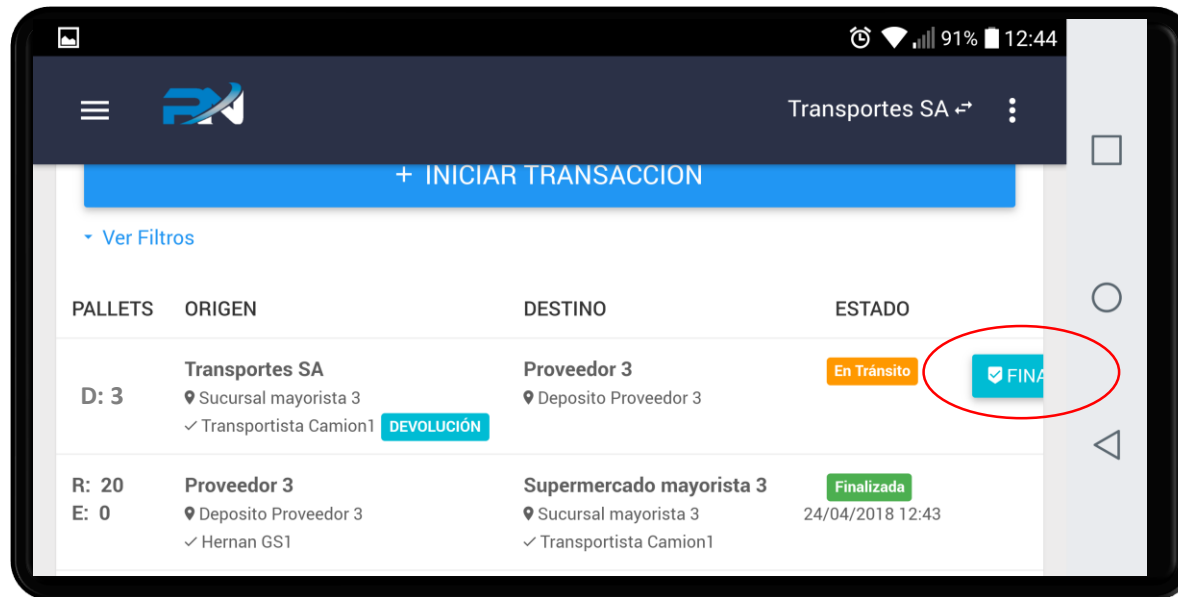 91% 12:44
PN
Transportes SA
+ INICIAR TRANSACCION
Ver Filtros
PALLETS ORIGEN DESTINO ESTADO
Transportes SA Proveedor 3 En Tránsito FINA
D: 3 Sucursal mayorista 3 Deposito Proveedor 3
Transportista Camion1 DEVOLUCIÓN
R: 20 Proveedor 3 Supermercado mayorista 3 Finalizada
E: 0 Deposito Proveedor 3 Sucursal mayorista 3 24/04/2018 12:43
Hernan GS1 Transportista Camion1